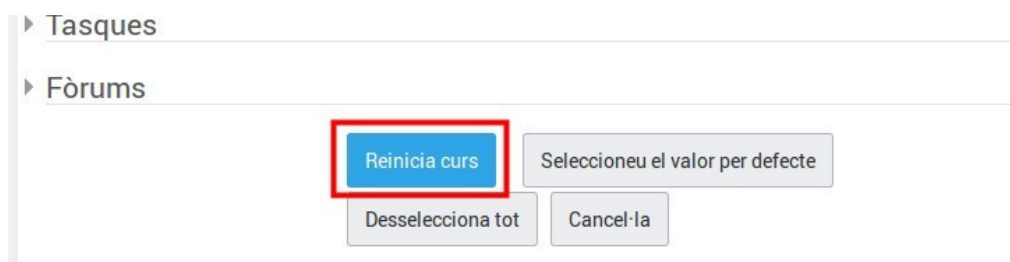 Tasques
Fòrums
Reinicia curs
Seleccioneu el valor per defecte
Desselecciona tot
Cancel·la